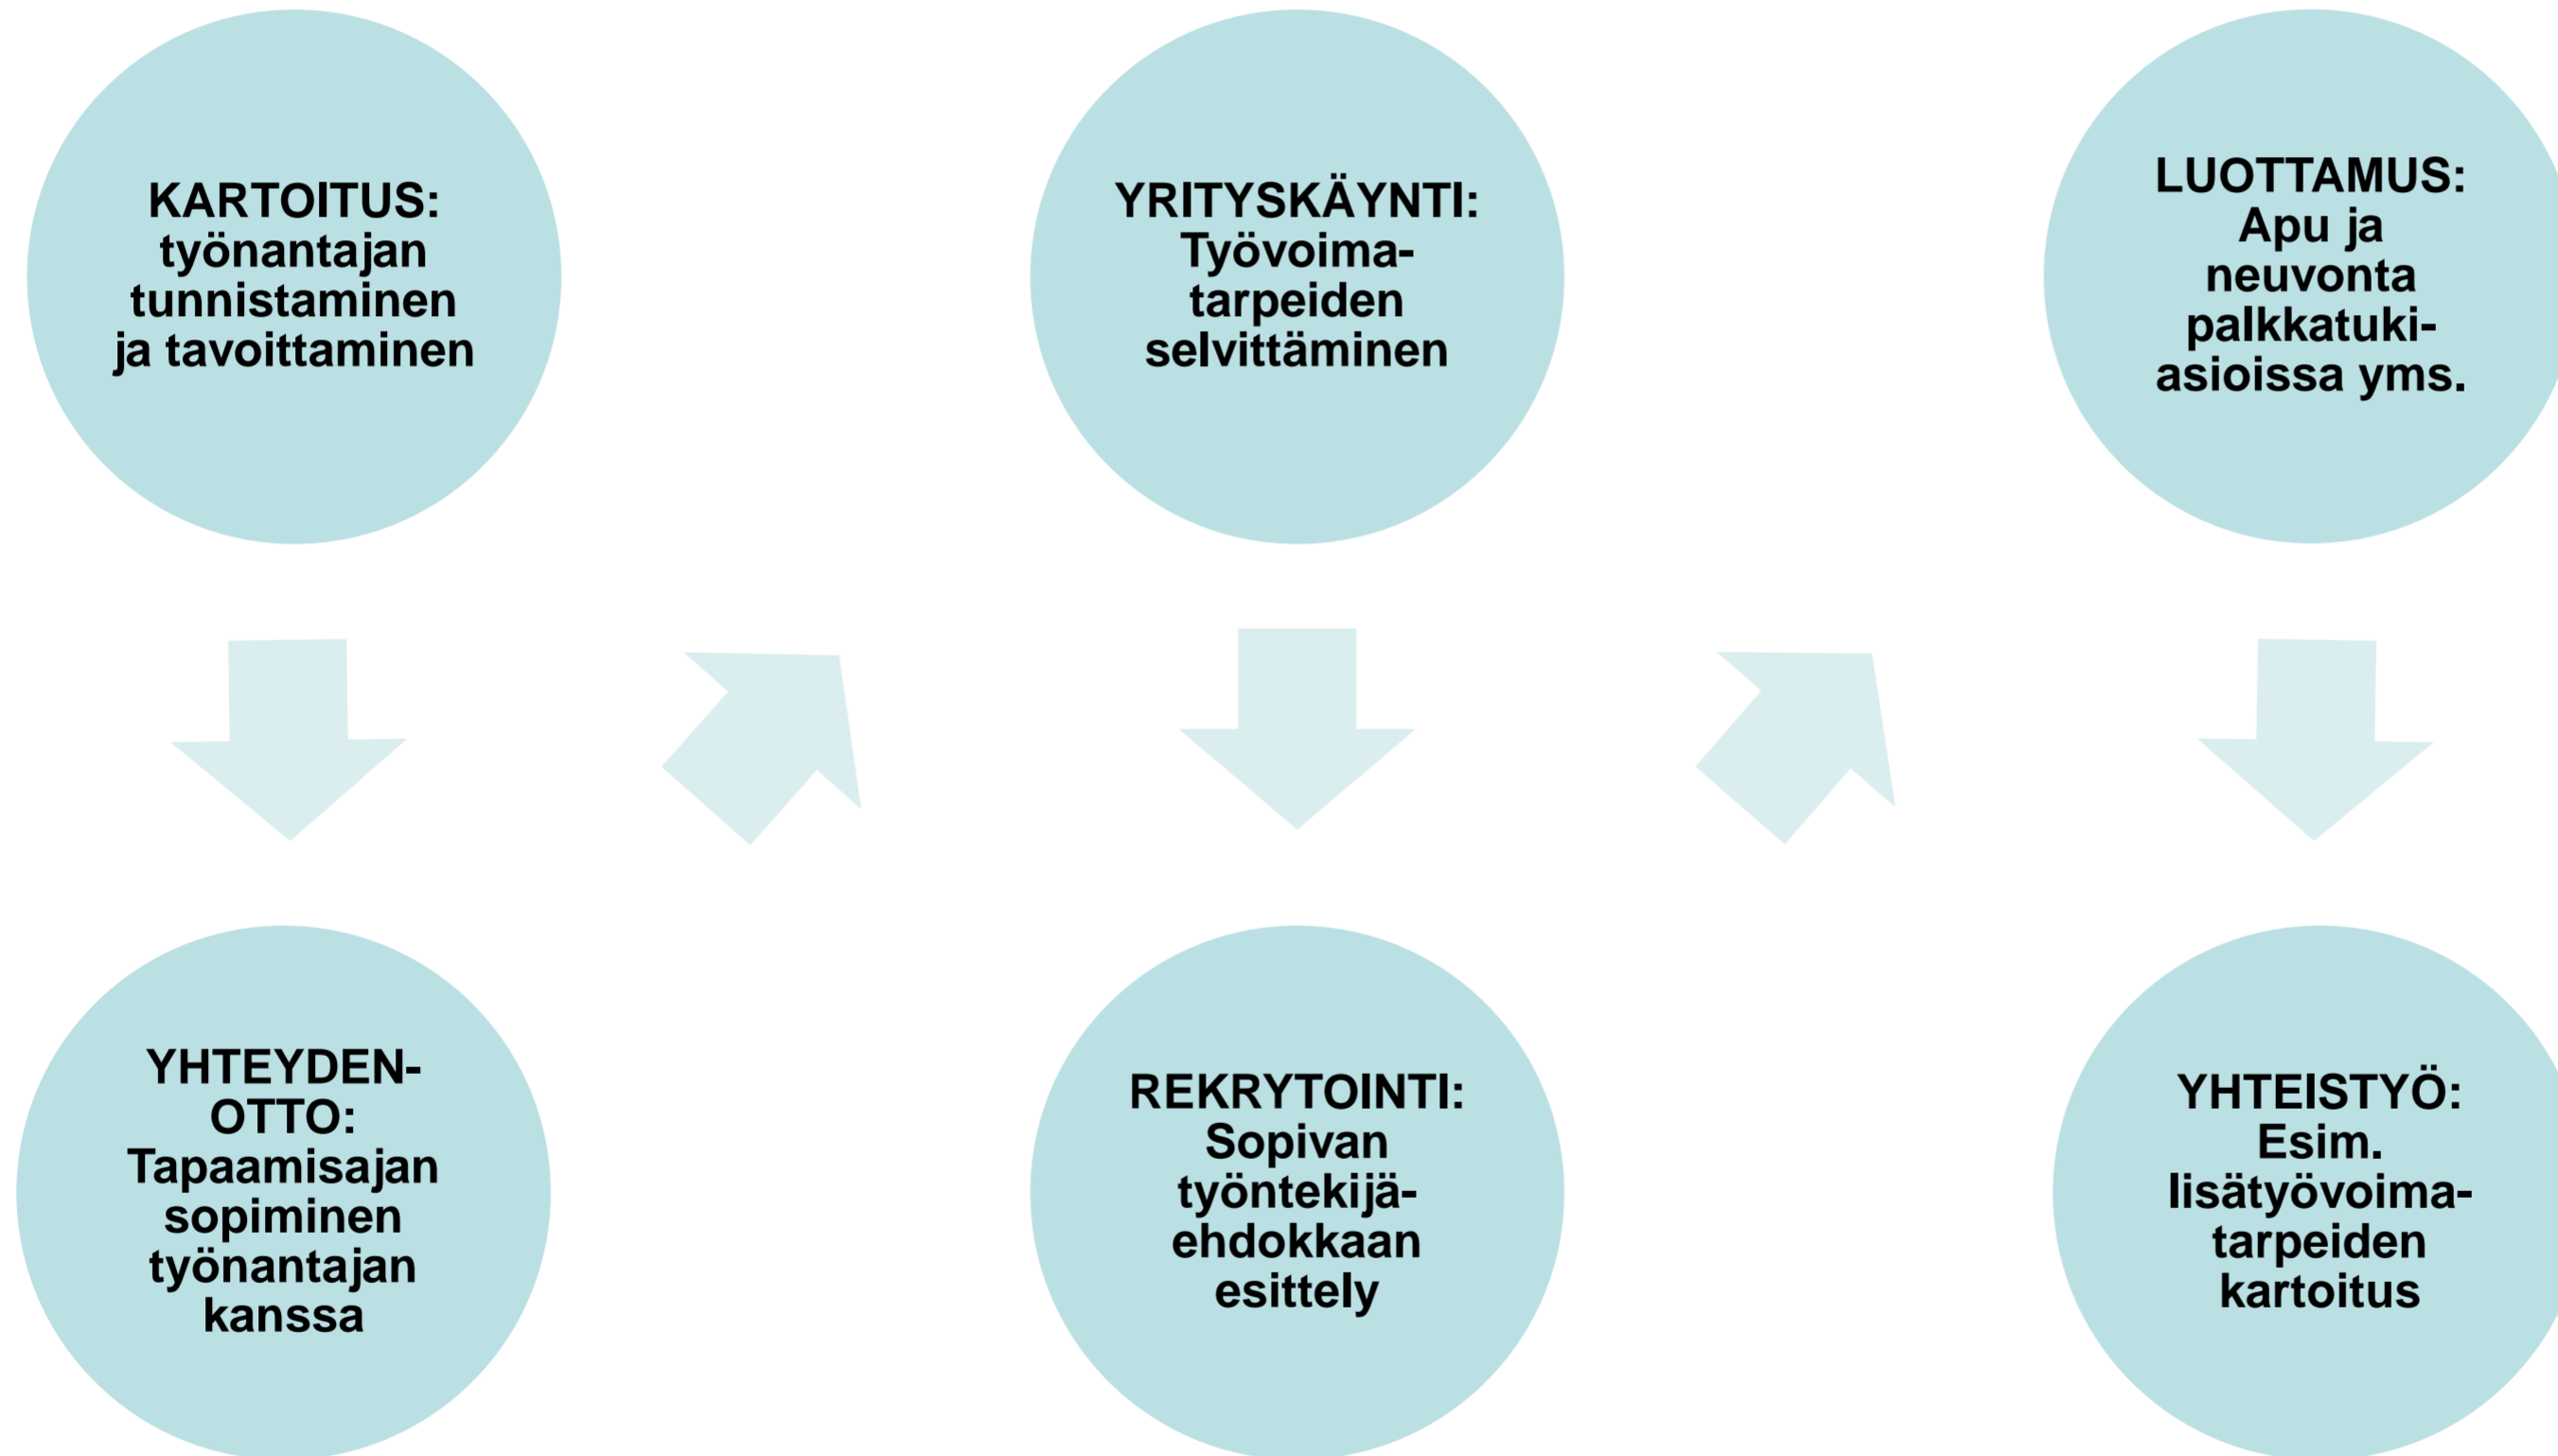 KARTOITUS:
työnantajan
tunnistaminen
ja tavoittaminen
YHTEYDEN-
OTTO:
Tapaamisajan
sopiminen
työnantajan
kanssa
YRITYSKÄYNTI:
Työvoima-
tarpeiden
selvittäminen
REKRYTOINTI:
Sopivan
työntekijä-
ehdokkaan
esittely
LUOTTAMUS:
Apu ja
neuvonta
palkkatuki-
asioissa yms.
YHTEISTYÖ:
Esim.
lisätyövoima-
tarpeiden
kartoitus